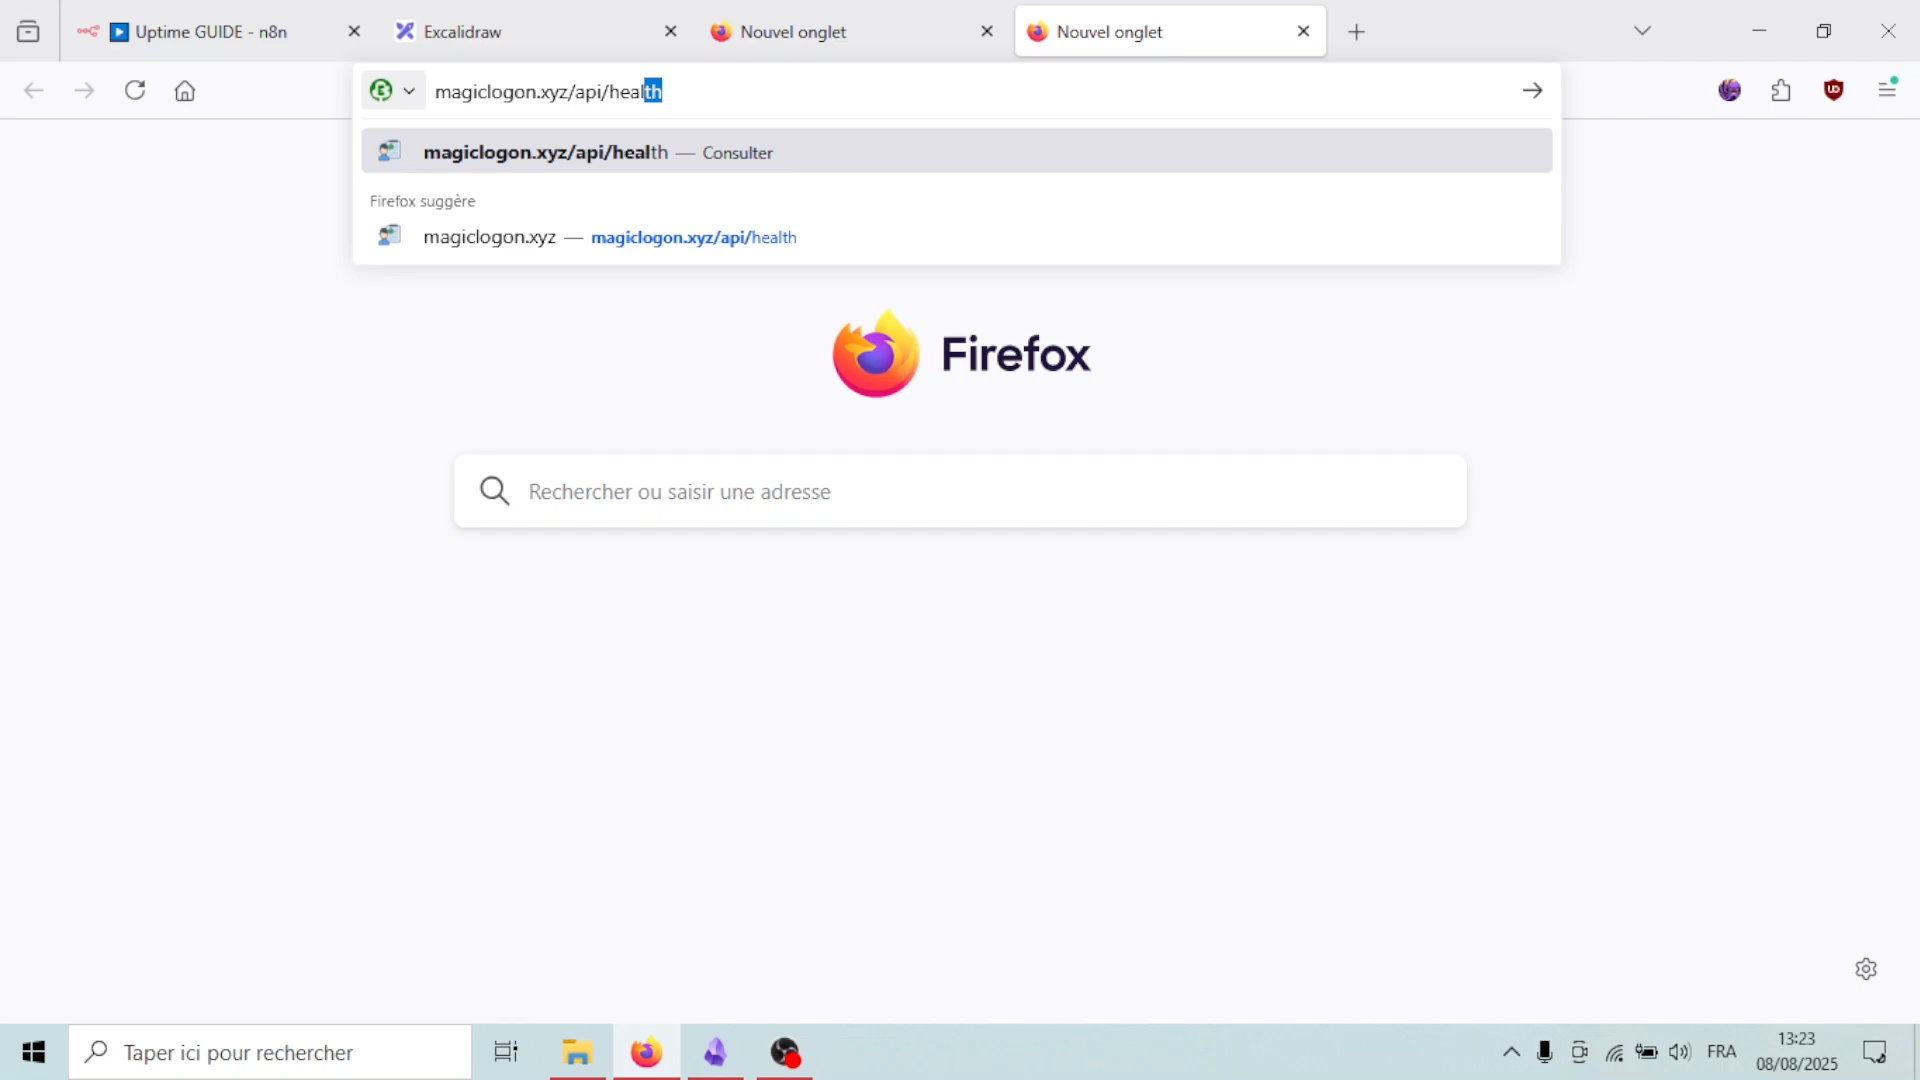 Uptime GUIDE - n8n
Excalidraw
Nouvel onglet
Nouvel onglet
magiclogon.xyz/api/health
magiclogon.xyz/api/health — Consulter
Firefox suggère
magiclogon.xyz — magiclogon.xyz/api/health
Firefox
Rechercher ou saisir une adresse
Taper ici pour rechercher
FRA
13:23
08/08/2025